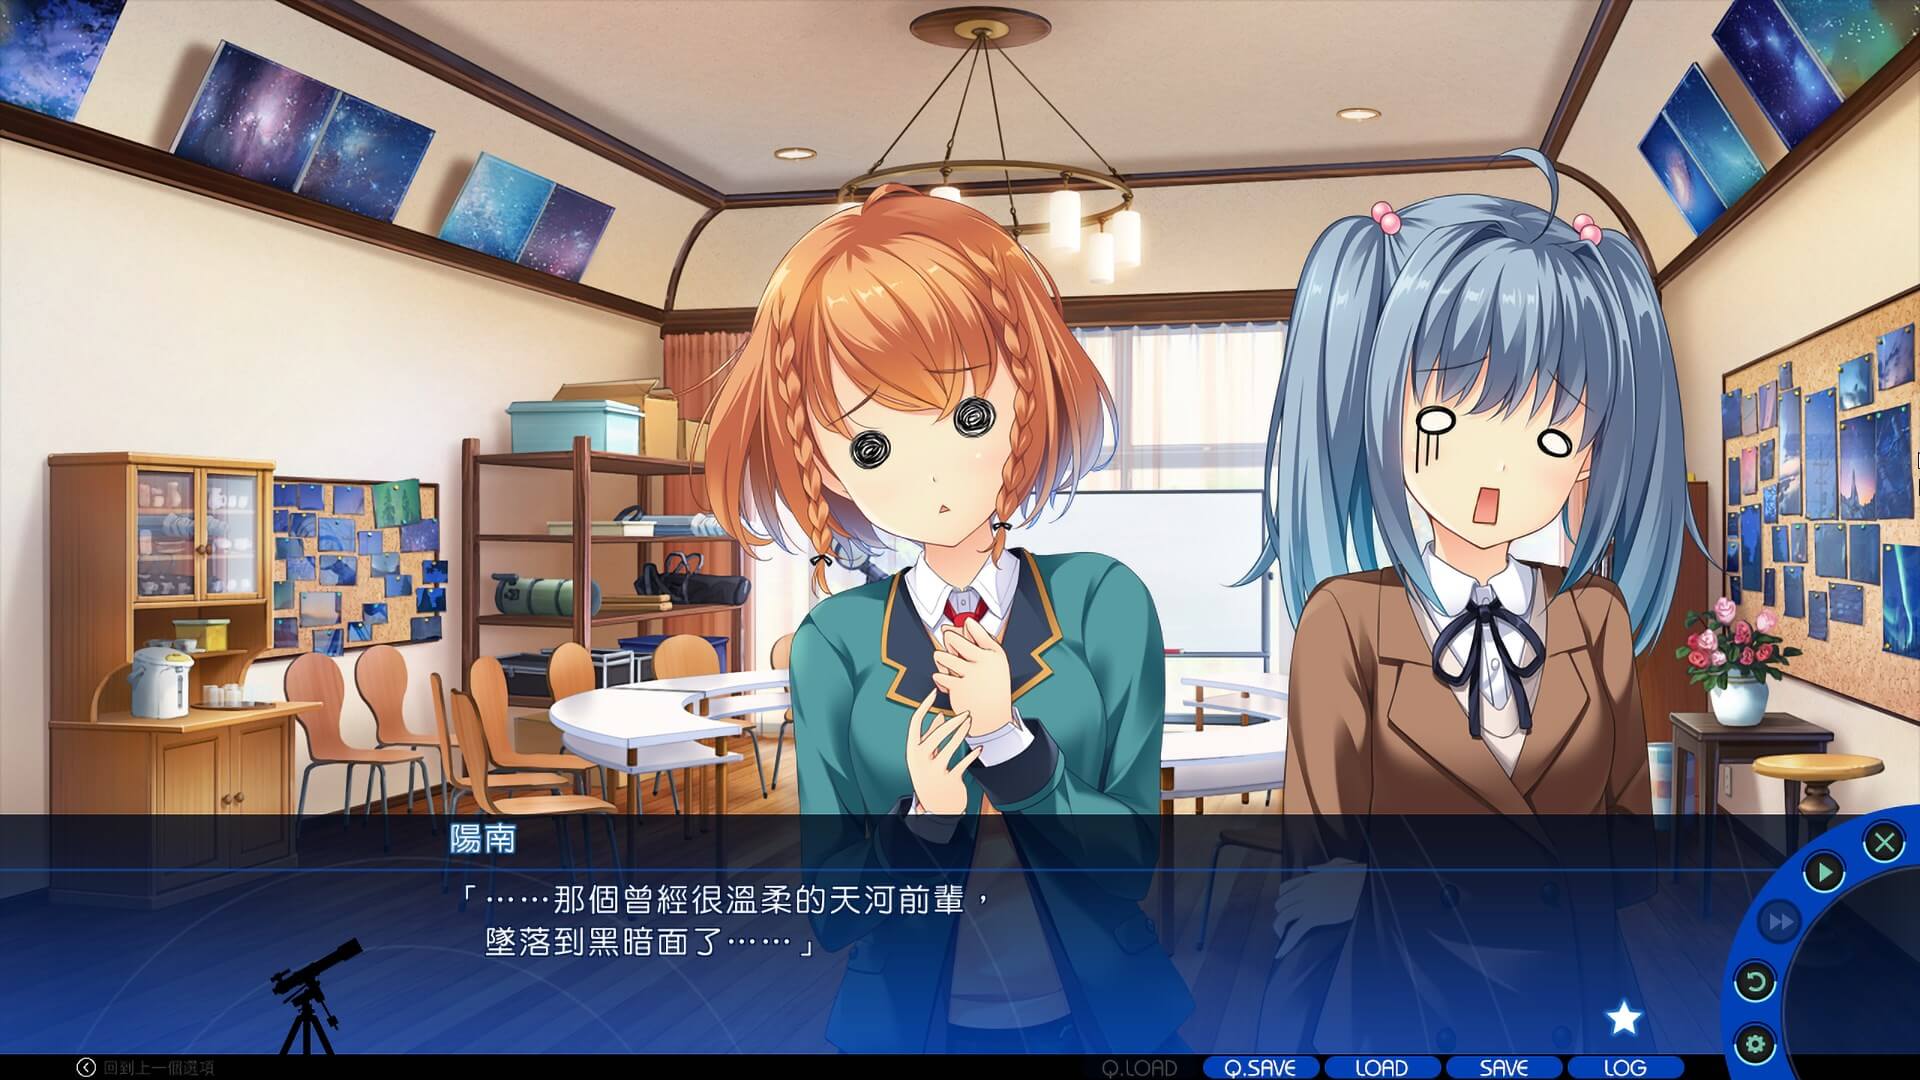 陽南
「……那個曾經很溫柔的天河前輩，
墜落到黑暗面了……」
回到上一個選項
Q.LOAD
Q.SAVE
LOAD
SAVE
LOG